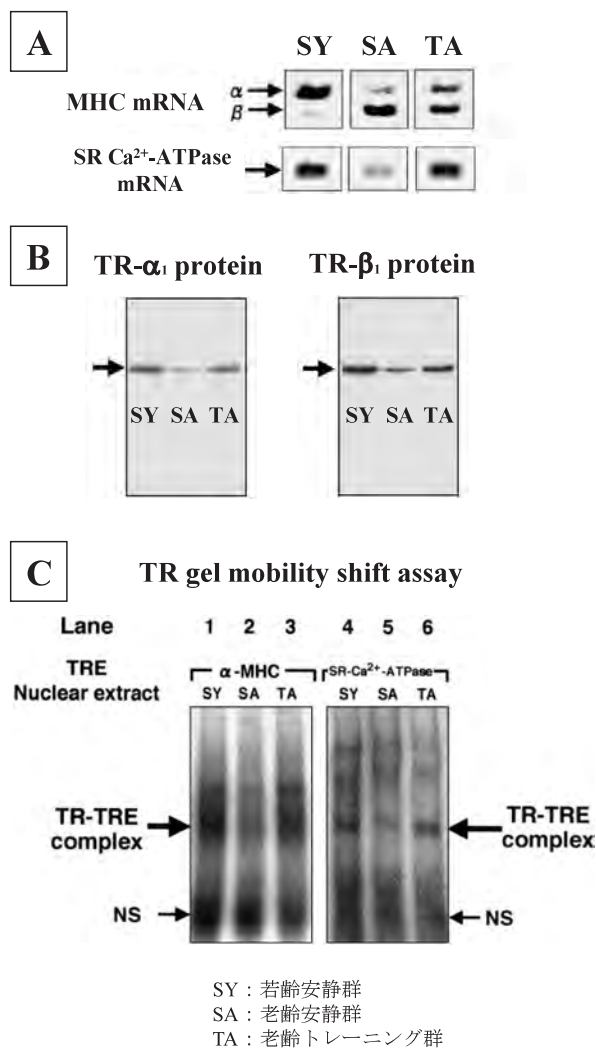 A
SY SA TA
α
MHC mRNA
β
SR Ca²⁺-ATPase
mRNA
B
TR-α₁ protein TR-β₁ protein
SY SA TA SY SA TA
C TR gel mobility shift assay
Lane 1 2 3 4 5 6
TRE α-MHC SR-Ca²⁺-ATPase
Nuclear extract SY SA TA SY SA TA
TR-TRE
complex
TR-TRE
complex
NS NS
SY：若齢安静群
SA：老齢安静群
TA：老齢トレーニング群